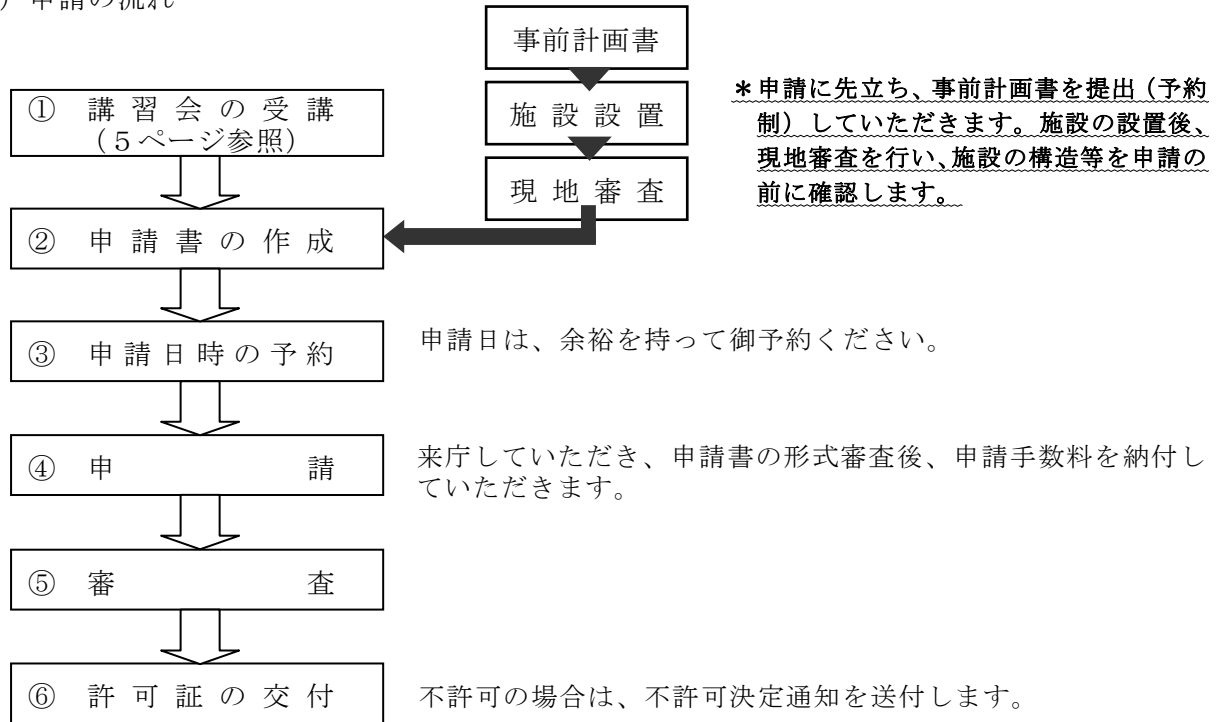 ）申請の流れ
事前計画書
施設設置
現地審査
＊申請に先立ち、事前計画書を提出（予約
制）していただきます。施設の設置後、
現地審査を行い、施設の構造等を申請の
前に確認します。
① 講習会の受講
（５ページ参照）
② 申請書の作成
③ 申請日時の予約
申請日は、余裕を持って御予約ください。
④ 申請
来庁していただき、申請書の形式審査後、申請手数料を納付し
ていただきます。
⑤ 審査
⑥ 許可証の交付
不許可の場合は、不許可決定通知を送付します。